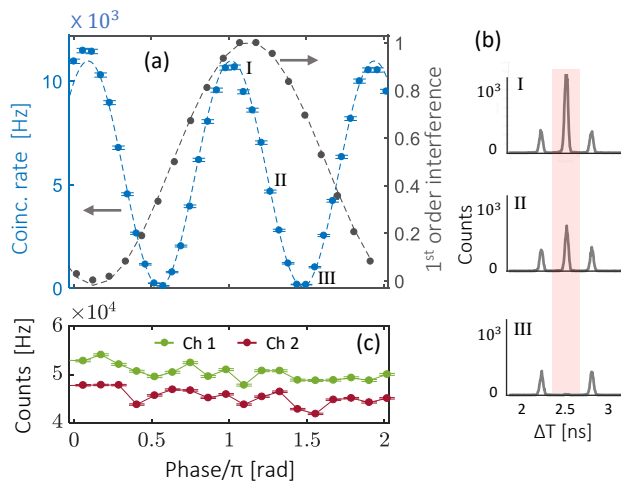 × 10³
(a)
Coinc. rate [Hz]
10
5
0
I
II
III
1
0.8
0.6
0.4
0.2
0
1ˢᵗ order interference
(b)
I
10³
0
II
10³
0
III
10³
0
Counts
2
2.5
3
ΔT [ns]
× 10⁴
(c)
Ch 1
Ch 2
Counts [Hz]
6
5
4
0
0.5
1
1.5
2
Phase/π [rad]